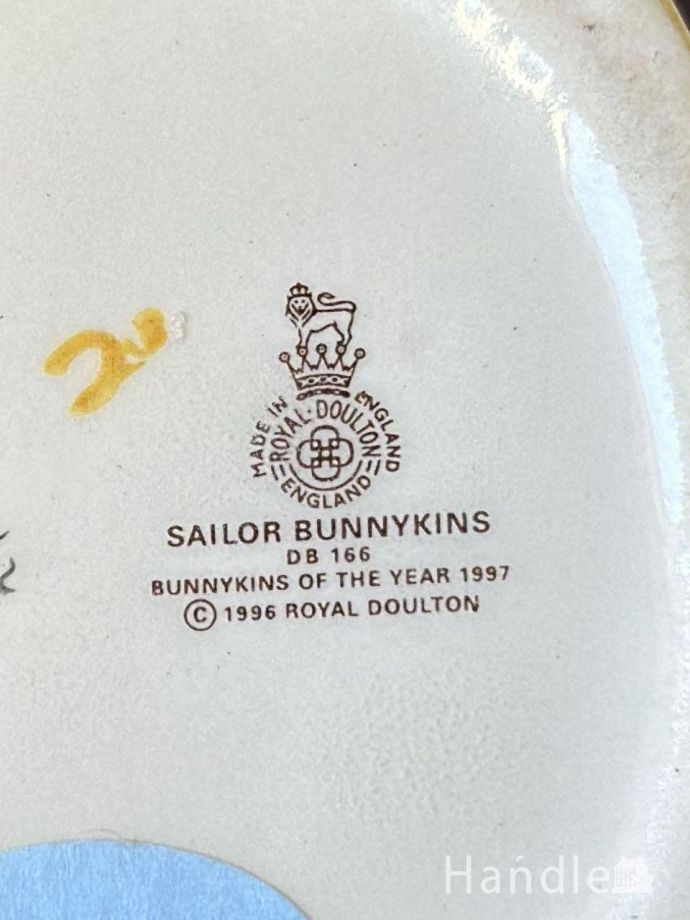 MADE IN ENGLAND
ROYAL·DOULTON
ENGLAND
SAILOR BUNNYKINS
DB 166
BUNNYKINS OF THE YEAR 1997
© 1996 ROYAL DOULTON
Handle